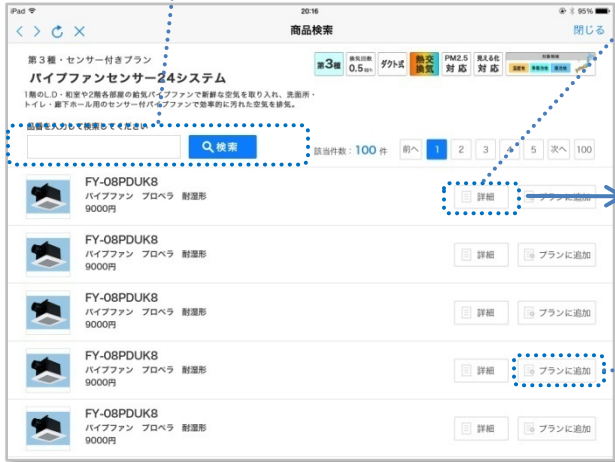 iPad 20:16 95%
商品検索
閉じる
第3種・センサー付きプラン
パイプファンセンサー24システム
1階のL.D・和室や2階各部屋の給気パイプファンで新鮮な空気を取り入れ、洗面所・
トイレ・廊下ホール用のセンサー付パイプファンで効率的に汚れた空気を排気。
第3種 換気回数 0.5回/h ダクト式 熱交換気 PM2.5対応 見える化対応
品番を入力して検索してください
検索
該当件数:100 件 前へ 1 2 3 4 5 次へ 100
FY-08PDUK8
パイプファン プロペラ 耐湿形
9000円
詳細 プランに追加
FY-08PDUK8
パイプファン プロペラ 耐湿形
9000円
詳細 プランに追加
FY-08PDUK8
パイプファン プロペラ 耐湿形
9000円
詳細 プランに追加
FY-08PDUK8
パイプファン プロペラ 耐湿形
9000円
詳細 プランに追加
FY-08PDUK8
パイプファン プロペラ 耐湿形
9000円
詳細 プランに追加